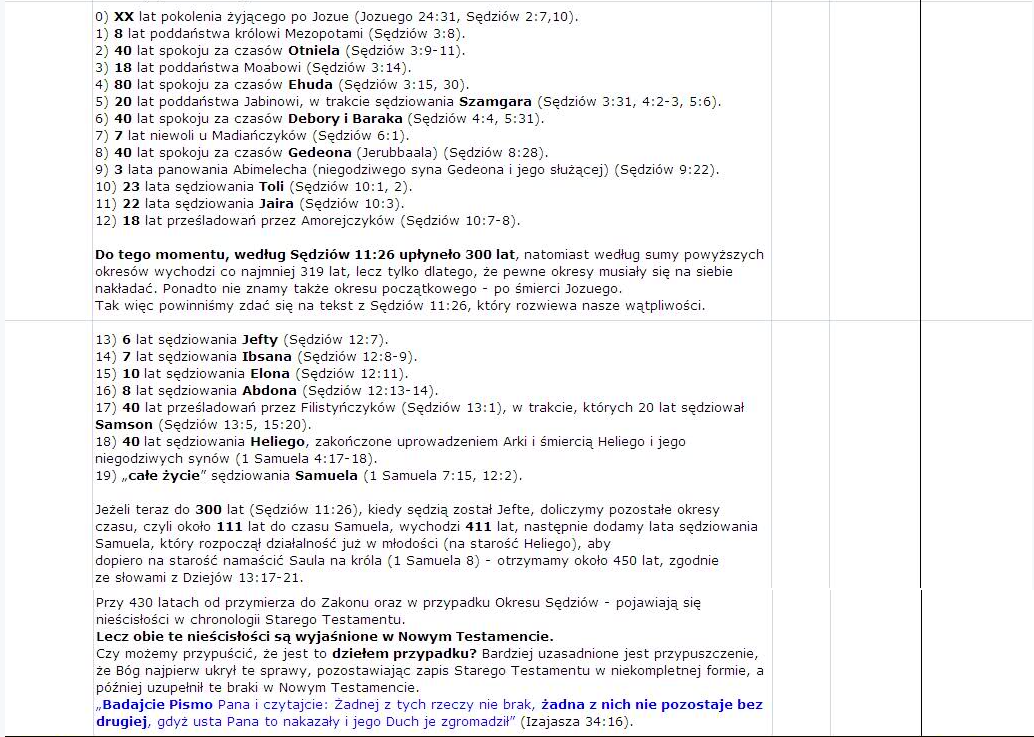 0) XX lat pokolenia żyjącego po Jozue (Jozuego 24:31, Sędziów 2:7,10).
1) 8 lat poddaństwa królowi Mezopotami (Sędziów 3:8).
2) 40 lat spokoju za czasów Otniela (Sędziów 3:9-11).
3) 18 lat poddaństwa Moabowi (Sędziów 3:14).
4) 80 lat spokoju za czasów Ehuda (Sędziów 3:15, 30).
5) 20 lat poddaństwa Jabinowi, w trakcie sędziowania Szamgara (Sędziów 3:31, 4:2-3, 5:6).
6) 40 lat spokoju za czasów Debory i Baraka (Sędziów 4:4, 5:31).
7) 7 lat niewoli u Madiańczyków (Sędziów 6:1).
8) 40 lat spokoju za czasów Gedeona (Jerubbaala) (Sędziów 8:28).
9) 3 lata panowania Abimelecha (niegodziwego syna Gedeona i jego służącej) (Sędziów 9:22).
10) 23 lata sędziowania Toli (Sędziów 10:1, 2).
11) 22 lata sędziowania Jaira (Sędziów 10:3).
12) 18 lat prześladowań przez Amorejczyków (Sędziów 10:7-8).
Do tego momentu, według Sędziów 11:26 upłyneło 300 lat, natomiast według sumy powyższych
okresów wychodzi co najmniej 319 lat, lecz tylko dlatego, że pewne okresy musiały się na siebie
nakładać. Ponadto nie znamy także okresu początkowego - po śmierci Jozuego.
Tak więc powinniśmy zdać się na tekst z Sędziów 11:26, który rozwiewa nasze wątpliwości.
13) 6 lat sędziowania Jefty (Sędziów 12:7).
14) 7 lat sędziowania Ibsana (Sędziów 12:8-9).
15) 10 lat sędziowania Elona (Sędziów 12:11).
16) 8 lat sędziowania Abdona (Sędziów 12:13-14).
17) 40 lat prześladowań przez Filistyńczyków (Sędziów 13:1), w trakcie, których 20 lat sędziował
Samson (Sędziów 13:5, 15:20).
18) 40 lat sędziowania Heliego, zakończone uprowadzeniem Arki i śmiercią Heliego i jego
niegodziwych synów (1 Samuela 4:17-18).
19) „całe życie” sędziowania Samuela (1 Samuela 7:15, 12:2).
Jeżeli teraz do 300 lat (Sędziów 11:26), kiedy sędzią został Jefte, doliczymy pozostałe okresy
czasu, czyli około 111 lat do czasu Samuela, wychodzi 411 lat, następnie dodamy lata sędziowania
Samuela, który rozpoczął działalność już w młodości (na starość Heliego), aby
dopiero na starość namaścić Saula na króla (1 Samuela 8) - otrzymamy około 450 lat, zgodnie
ze słowami z Dziejów 13:17-21.
Przy 430 latach od przymierza do Zakonu oraz w przypadku Okresu Sędziów - pojawiają się
nieścisłości w chronologii Starego Testamentu.
Lecz obie te nieścisłości są wyjaśnione w Nowym Testamencie.
Czy możemy przypuścić, że jest to dziełem przypadku? Bardziej uzasadnione jest przypuszczenie,
że Bóg najpierw ukrył te sprawy, pozostawiając zapis Starego Testamentu w niekompletnej formie, a
później uzupełnił te braki w Nowym Testamencie.
„Badajcie Pismo Pana i czytajcie: Żadnej z tych rzeczy nie brak, żadna z nich nie pozostaje bez
drugiej, gdyż usta Pana to nakazały i jego Duch je zgromadził” (Izajasza 34:16).